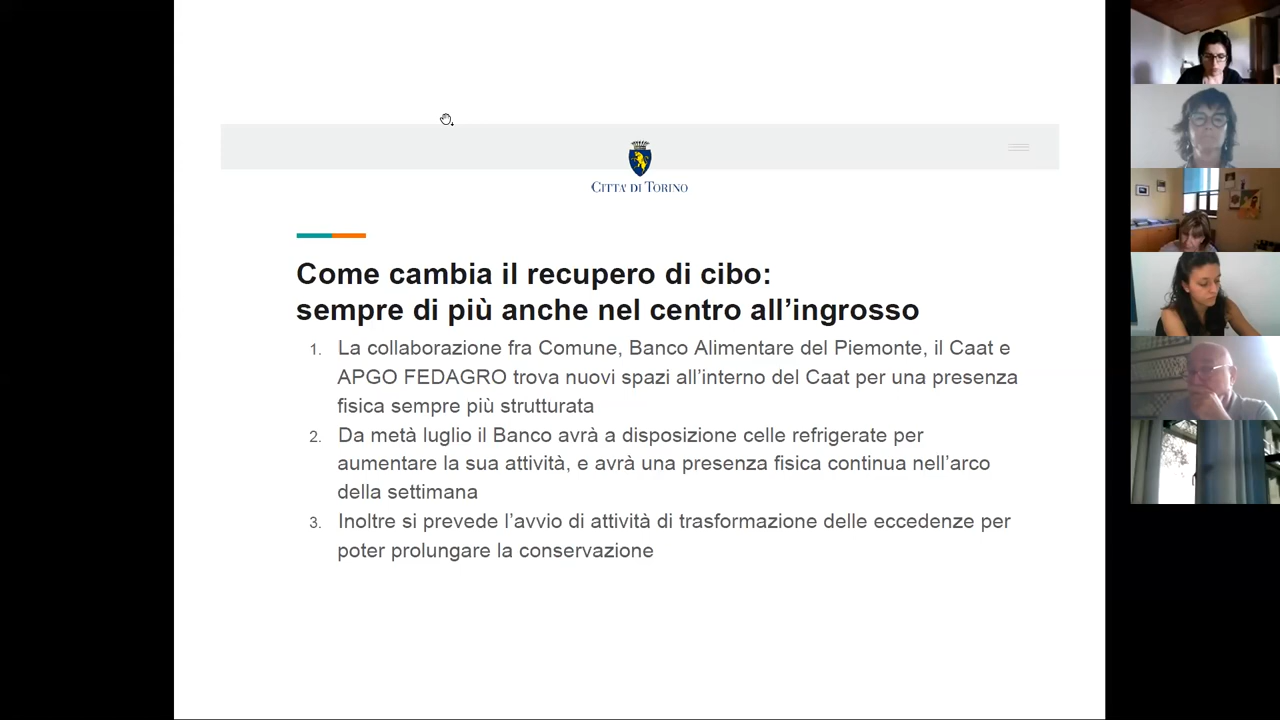 CITTA' DI TORINO
Come cambia il recupero di cibo:
sempre di più anche nel centro all’ingrosso
1. La collaborazione fra Comune, Banco Alimentare del Piemonte, il Caat e
APGO FEDAGRO trova nuovi spazi all’interno del Caat per una presenza
fisica sempre più strutturata
2. Da metà luglio il Banco avrà a disposizione celle refrigerate per
aumentare la sua attività, e avrà una presenza fisica continua nell’arco
della settimana
3. Inoltre si prevede l’avvio di attività di trasformazione delle eccedenze per
poter prolungare la conservazione